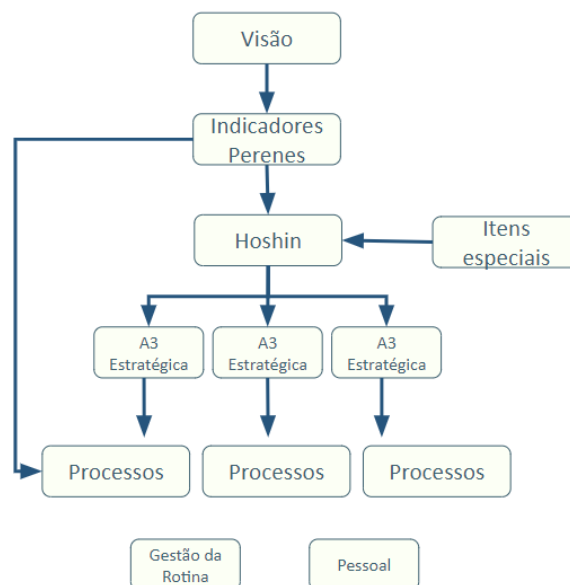 Visão
Indicadores
Perenes
Hoshin
Itens
especiais
A3
Estratégica
A3
Estratégica
A3
Estratégica
Processos
Processos
Processos
Gestão da
Rotina
Pessoal